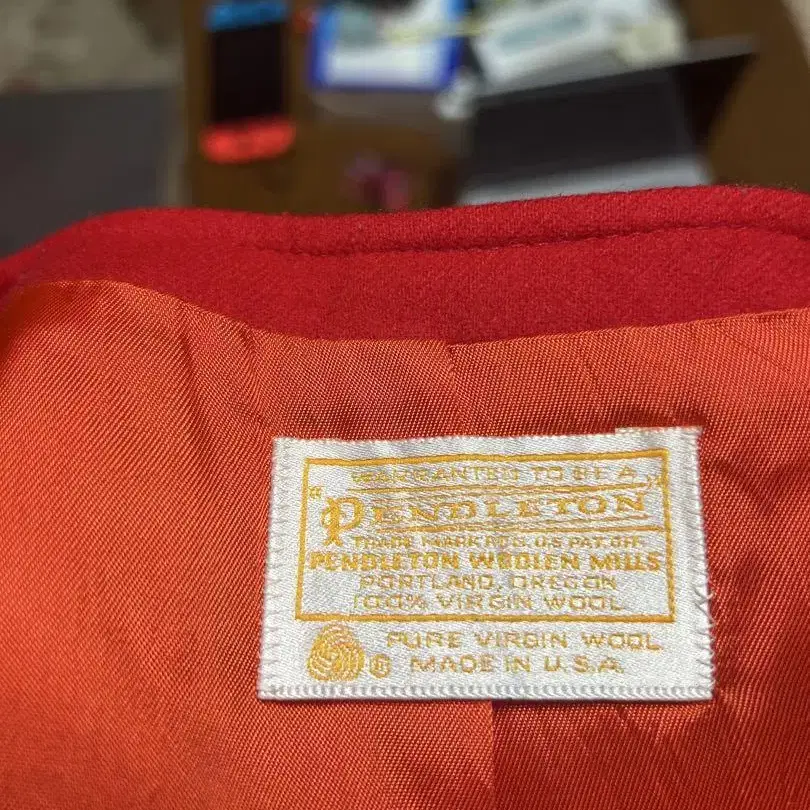 WARRANTED TO BE A
"PENDLETON"
TRADE MARK REG. U.S. PAT. OFF.
PENDLETON WOOLEN MILLS
PORTLAND, OREGON
100% VIRGIN WOOL
® PURE VIRGIN WOOL
MADE IN U.S.A.